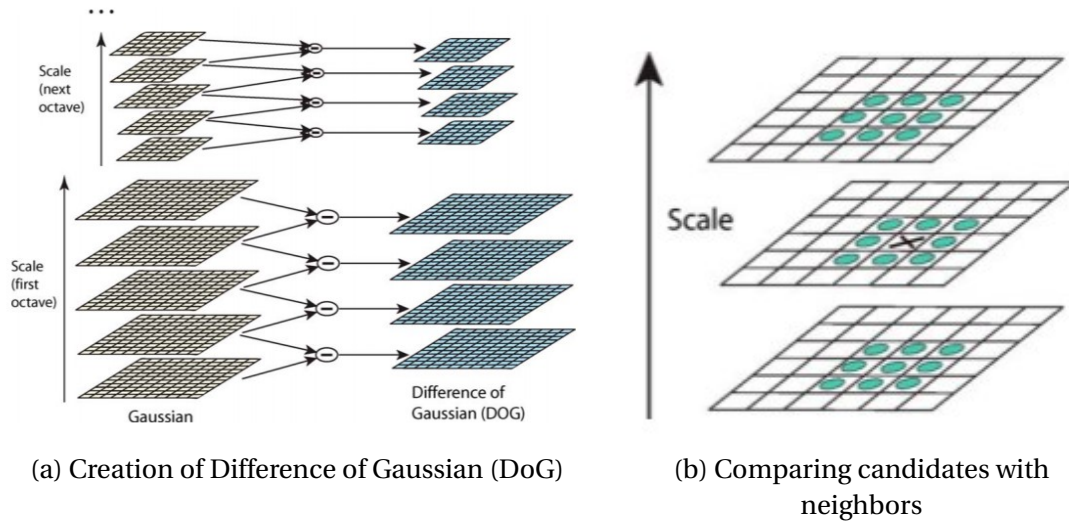 ...
Scale
(next
octave)
Scale
(first
octave)
Gaussian
Difference of
Gaussian (DOG)
(a) Creation of Difference of Gaussian (DoG)
Scale
(b) Comparing candidates with
neighbors